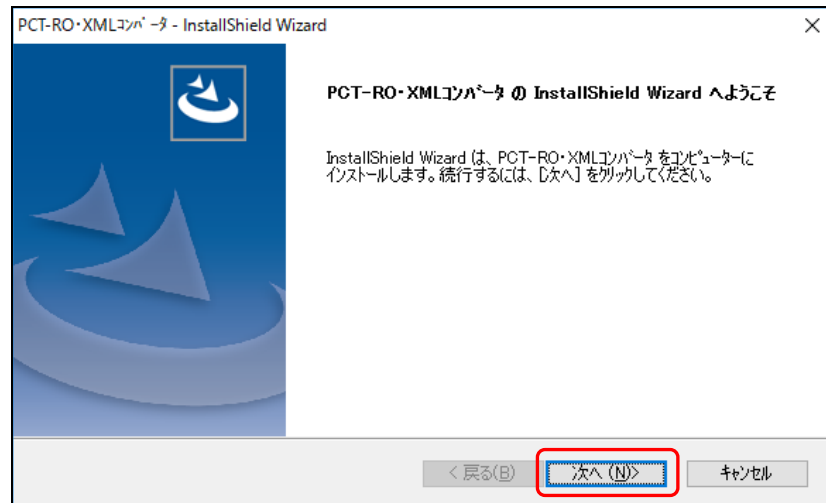 PCT-RO・XMLｺﾝﾊﾞｰﾀ - InstallShield Wizard
PCT-RO・XMLコンバータ の InstallShield Wizard へようこそ
InstallShield Wizard は、PCT-RO・XMLコンバータ をコンピューターに
インストールします。続行するには、[次へ] をクリックしてください。
< 戻る(B)
次へ (N)>
キャンセル